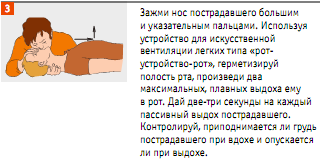 3
Зажми нос пострадавшего большим
и указательным пальцами. Используя
устройство для искусственной
вентиляции легких типа «рот-
устройство-рот», герметизируй
полость рта, произведи два
максимальных, плавных выдоха ему
в рот. Дай две-три секунды на каждый
пассивный выдох пострадавшего.
Контролируй, приподнимается ли грудь
пострадавшего при вдохе и опускается
ли при выдохе.